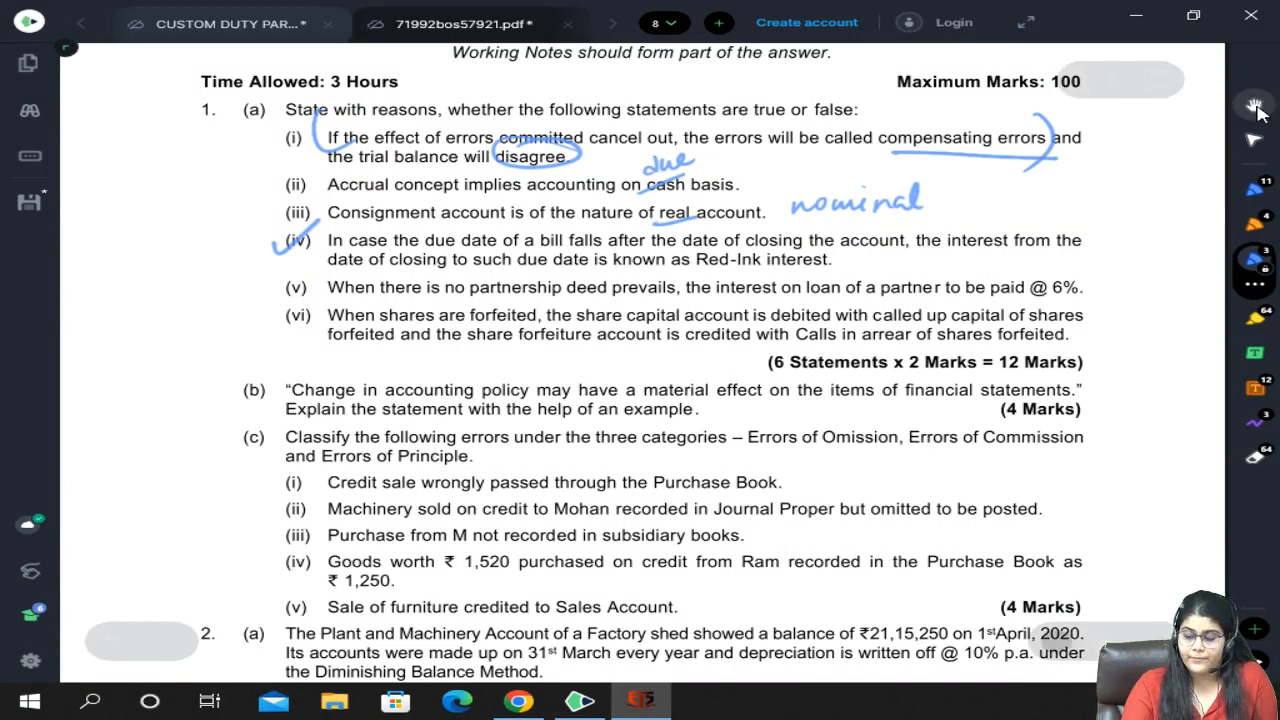 CUSTOM DUTY PAR...* 71992bos57921.pdf* 8 Create account Login
Working Notes should form part of the answer.
Time Allowed: 3 Hours Maximum Marks: 100
1. (a) State with reasons, whether the following statements are true or false:
(i) If the effect of errors committed cancel out, the errors will be called compensating errors and
the trial balance will disagree.
due
(ii) Accrual concept implies accounting on cash basis.
(iii) Consignment account is of the nature of real account. nominal
(iv) In case the due date of a bill falls after the date of closing the account, the interest from the
date of closing to such due date is known as Red-Ink interest.
(v) When there is no partnership deed prevails, the interest on loan of a partner to be paid @ 6%.
(vi) When shares are forfeited, the share capital account is debited with called up capital of shares
forfeited and the share forfeiture account is credited with Calls in arrear of shares forfeited.
(6 Statements x 2 Marks = 12 Marks)
(b) “Change in accounting policy may have a material effect on the items of financial statements.”
Explain the statement with the help of an example. (4 Marks)
(c) Classify the following errors under the three categories – Errors of Omission, Errors of Commission
and Errors of Principle.
(i) Credit sale wrongly passed through the Purchase Book.
(ii) Machinery sold on credit to Mohan recorded in Journal Proper but omitted to be posted.
(iii) Purchase from M not recorded in subsidiary books.
(iv) Goods worth ₹ 1,520 purchased on credit from Ram recorded in the Purchase Book as
₹ 1,250.
(v) Sale of furniture credited to Sales Account. (4 Marks)
2. (a) The Plant and Machinery Account of a Factory shed showed a balance of ₹21,15,250 on 1st April, 2020.
Its accounts were made up on 31st March every year and depreciation is written off @ 10% p.a. under
the Diminishing Balance Method.
11
4
3
64
12
3
64
6